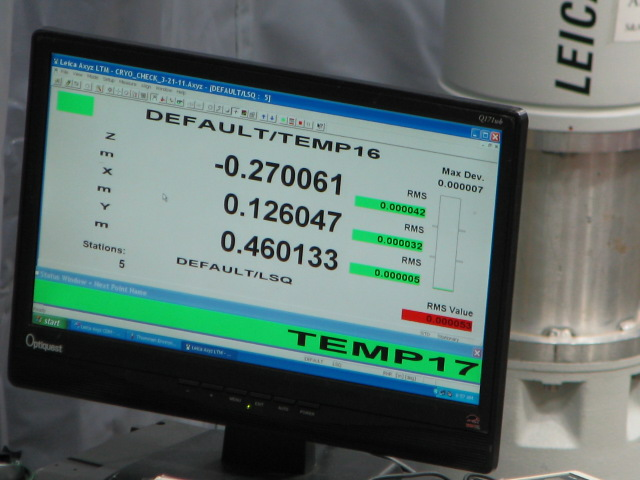 LEICA
Leica Axyz LTM - CRYO_CHECK_3-21-11.Axyz - [DEFAULT/LSQ : 5]
DEFAULT/TEMP16
Max Dev.
0.000007
Z
m
-0.270061
RMS
0.000042
X
m
0.126047
RMS
0.000032
Y
m
0.460133
RMS
0.000005
Stations:
5
DEFAULT/LSQ
RMS Value
0.000053
Status Window - Next Point Name
TEMP17
start
Optiquest